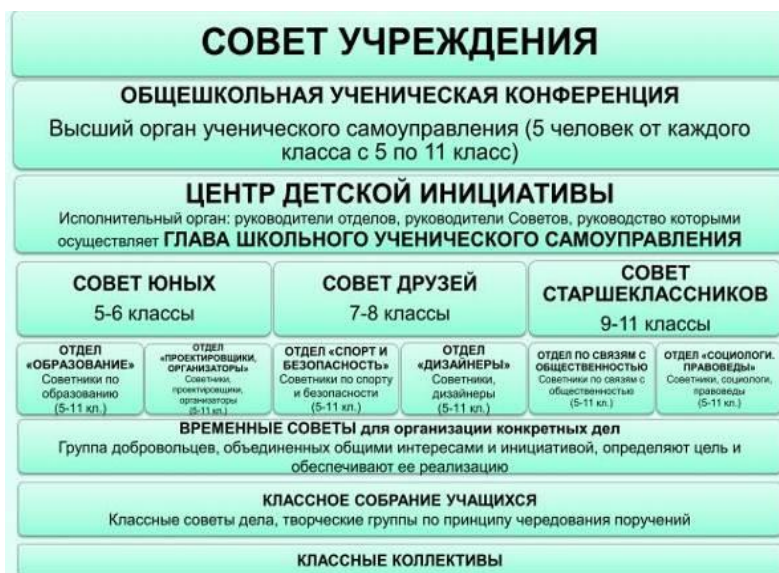 СОВЕТ УЧРЕЖДЕНИЯ
ОБЩЕШКОЛЬНАЯ УЧЕНИЧЕСКАЯ КОНФЕРЕНЦИЯ
Высший орган ученического самоуправления (5 человек от каждого
класса с 5 по 11 класс)
ЦЕНТР ДЕТСКОЙ ИНИЦИАТИВЫ
Исполнительный орган: руководители отделов, руководители Советов, руководство которыми
осуществляет ГЛАВА ШКОЛЬНОГО УЧЕНИЧЕСКОГО САМОУПРАВЛЕНИЯ
СОВЕТ ЮНЫХ
5-6 классы
СОВЕТ ДРУЗЕЙ
7-8 классы
СОВЕТ
СТАРШЕКЛАССНИКОВ
9-11 классы
ОТДЕЛ
«ОБРАЗОВАНИЕ»
Советники по
образованию
(5-11 кл.)
ОТДЕЛ
«ПРОЕКТИРОВЩИКИ,
ОРГАНИЗАТОРЫ»
Советники,
проектировщики,
организаторы
(5-11 кл.)
ОТДЕЛ «СПОРТ И
БЕЗОПАСНОСТЬ»
Советники по спорту
и безопасности
(5-11 кл.)
ОТДЕЛ
«ДИЗАЙНЕРЫ»
Советники,
дизайнеры
(5-11 кл.)
ОТДЕЛ ПО СВЯЗЯМ С
ОБЩЕСТВЕННОСТЬЮ
Советники по связям с
общественностью
(5-11 кл.)
ОТДЕЛ «СОЦИОЛОГИ.
ПРАВОВЕДЫ»
Советники, социологи,
правоведы
(5-11 кл.)
ВРЕМЕННЫЕ СОВЕТЫ для организации конкретных дел
Группа добровольцев, объединенных общими интересами и инициативой, определяют цель и
обеспечивают ее реализацию
КЛАССНОЕ СОБРАНИЕ УЧАЩИХСЯ
Классные советы дела, творческие группы по принципу чередования поручений
КЛАССНЫЕ КОЛЛЕКТИВЫ